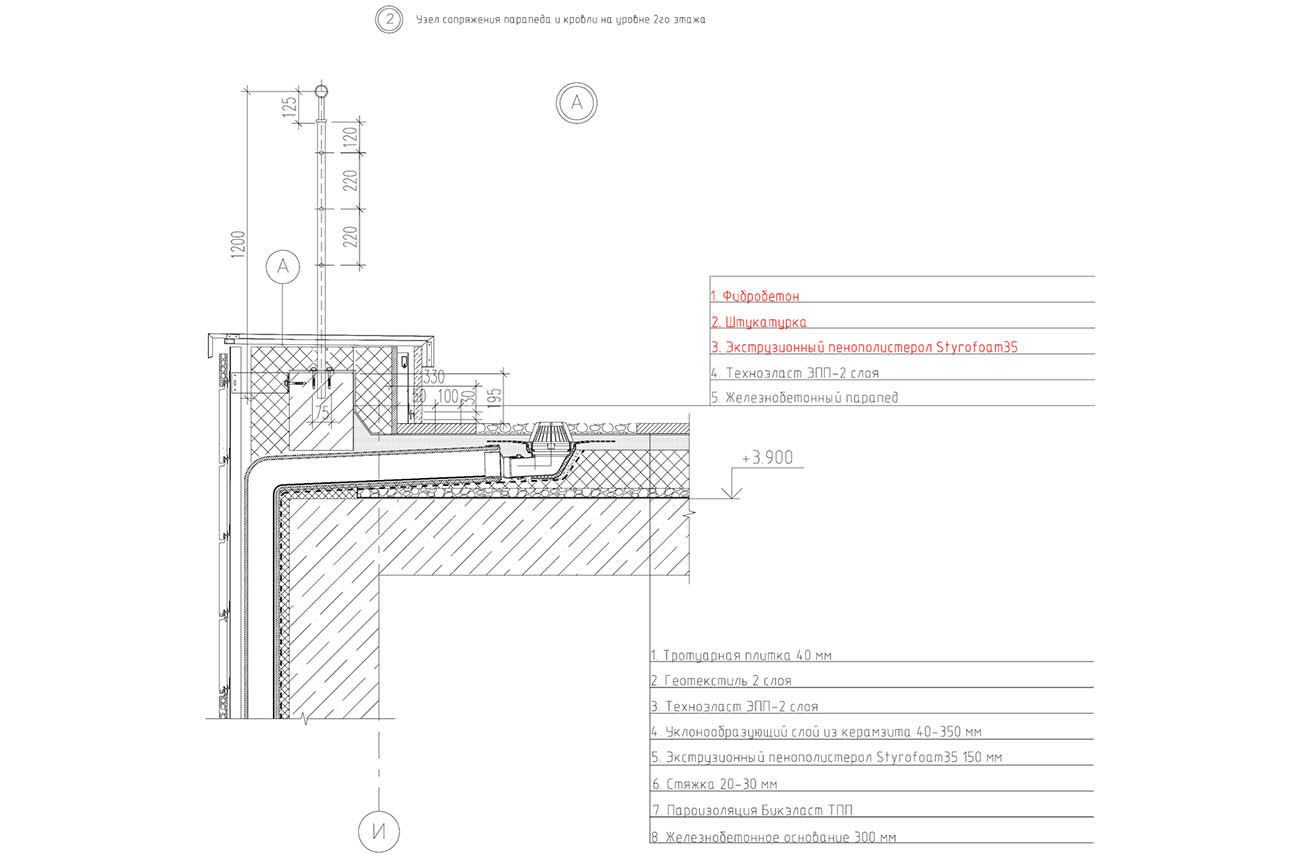 2 Узел сопряжения парапеда и кровли на уровне 2го этажа
А
125
120
220
220
1200
А
1. Фибробетон
2. Штукатурка
3. Экструзионный пенополистерол Styrofoam35
4. Техноэласт ЭПП-2 слоя
5. Железнобетонный парапед
330
100
30
195
75
+3.900
1. Тротуарная плитка 40 мм
2 Геотекстиль 2 слоя
3. Техноэласт ЭПП-2 слоя
4. Уклонообразующий слой из керамзита 40-350 мм
5. Экструзионный пенополистерол Styrofoam35 150 мм
6. Стяжка 20-30 мм
7. Пароизоляция Бикэласт ТПП
8. Железнобетонное основание 300 мм
И